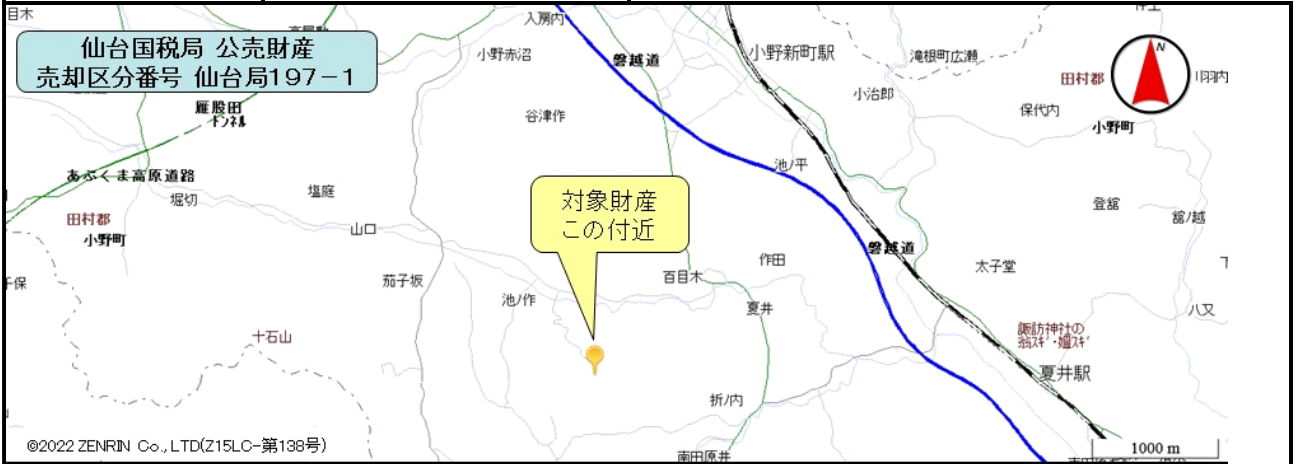 木目
入房内
仙台国税局 公売財産
売却区分番号 仙台局197-1
小野赤沼
磐越道
小野新町駅
滝根町広瀬
田村郡
小野町
N
小治郎
保代内
雁股田
トンネル
谷津作
池ノ平
あぶくま高原道路
堀切
塩庭
対象財産
この付近
登舘
舘ノ越
田村郡
小野町
山口
磐越道
太子堂
作田
百目木
茄子坂
池ノ作
夏井
八又
十石山
諏訪神社の
翁スギ・媼スギ
夏井駅
折ノ内
©2022 ZENRIN Co., LTD(Z15LC-第138号)
1000 m
南田原井